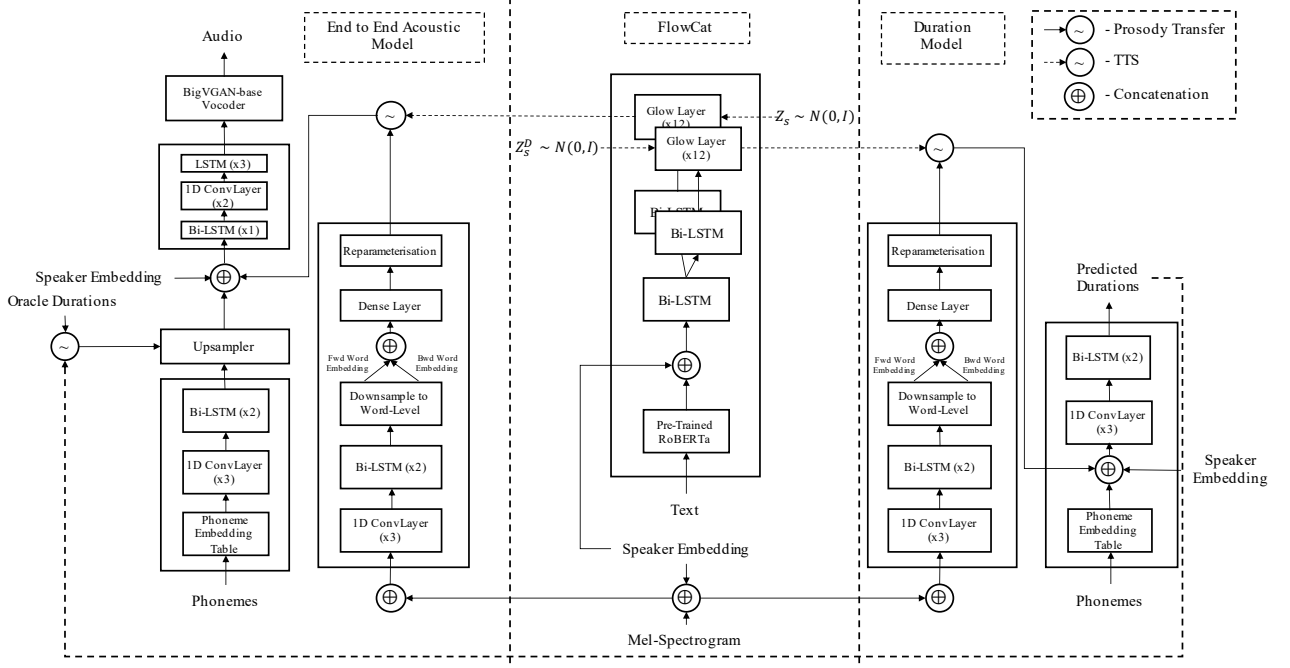 End to End Acoustic
Model
FlowCat
Duration
Model
~ - Prosody Transfer
~ - TTS
⊕ - Concatenation
Audio
BigVGAN-base
Vocoder
LSTM (x3)
1D ConvLayer
(x2)
Bi-LSTM (x1)
Speaker Embedding
Oracle Durations
~
Upsampler
Bi-LSTM (x2)
1D ConvLayer
(x3)
Phoneme
Embedding
Table
Phonemes
~
Reparameterisation
Dense Layer
Fwd Word
Embedding
Bwd Word
Embedding
Downsample to
Word-Level
Bi-LSTM (x2)
1D ConvLayer
(x3)
Glow Layer
(x12)
Z_s ~ N(0,I)
Z_s^D ~ N(0,I)
Glow Layer
(x12)
Bi-LSTM
Bi-LSTM
Bi-LSTM
Pre-Trained
RoBERTa
Text
Speaker Embedding
Mel-Spectrogram
~
Reparameterisation
Dense Layer
Fwd Word
Embedding
Bwd Word
Embedding
Downsample to
Word-Level
Bi-LSTM (x2)
1D ConvLayer
(x3)
Predicted
Durations
Bi-LSTM (x2)
1D ConvLayer
(x3)
Speaker
Embedding
Phoneme
Embedding
Table
Phonemes